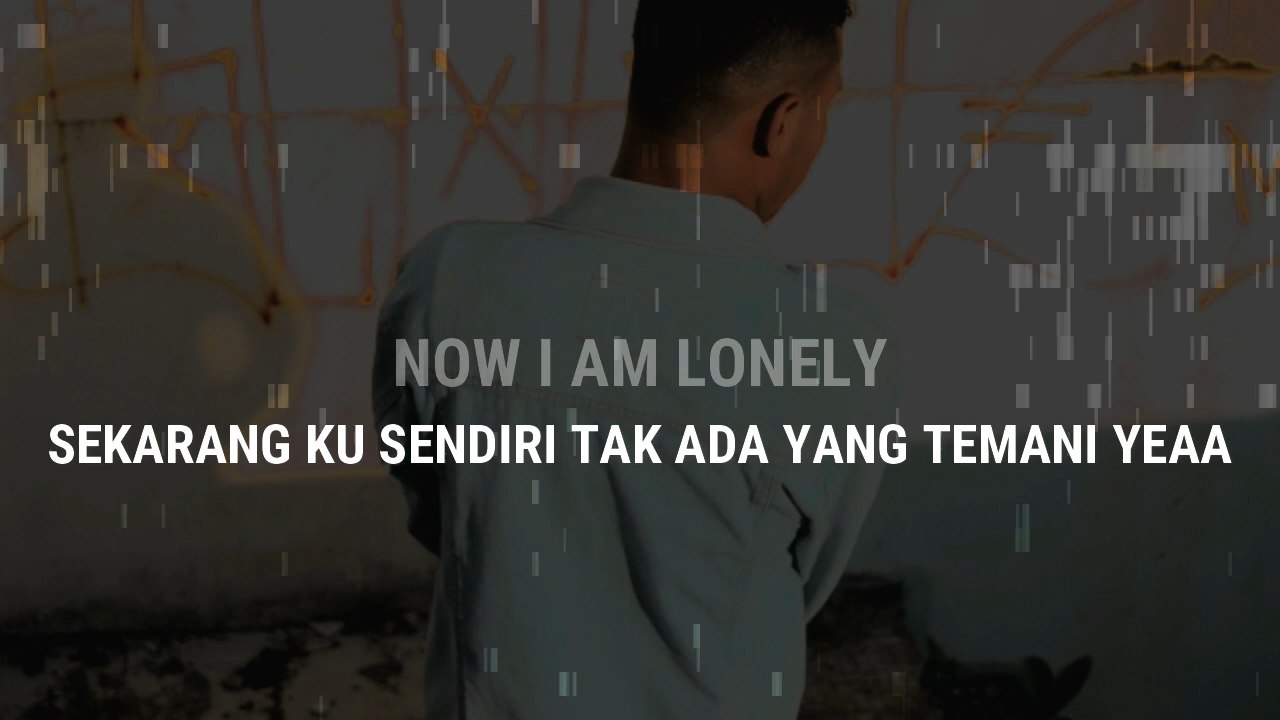 NOW I AM LONELY
SEKARANG KU SENDIRI TAK ADA YANG TEMANI YEAA